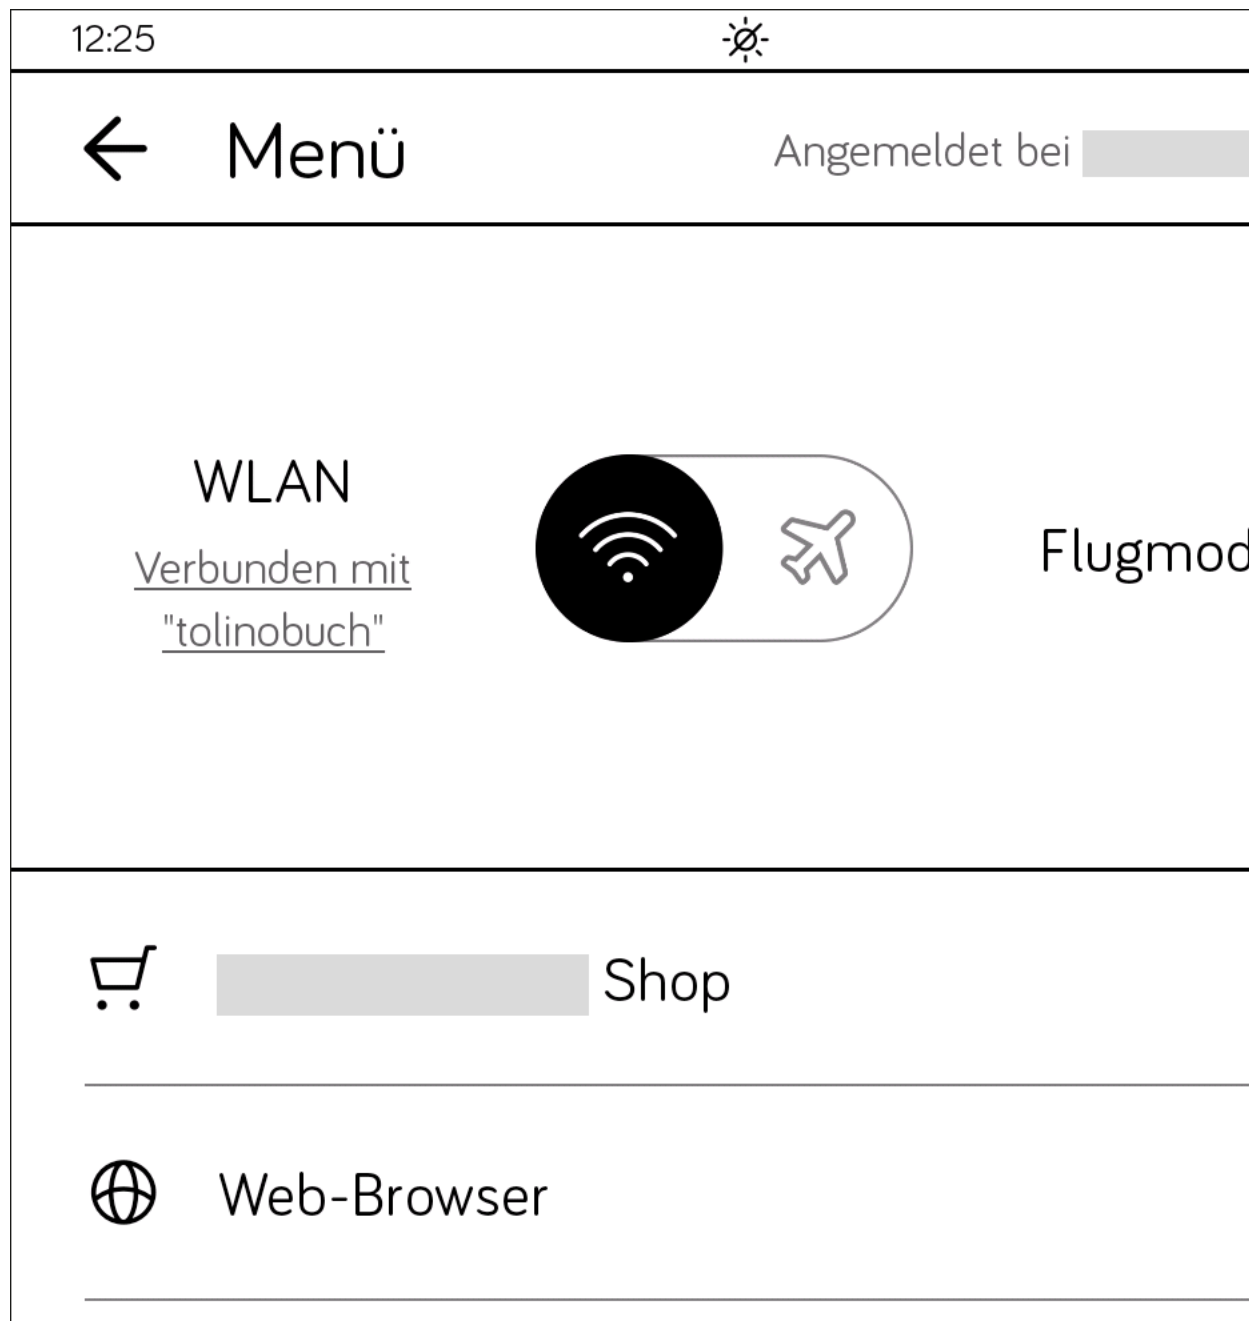 12:25
Menü
Angemeldet bei
WLAN
Verbunden mit
"tolinobuch"
Flugmod
Shop
Web-Browser